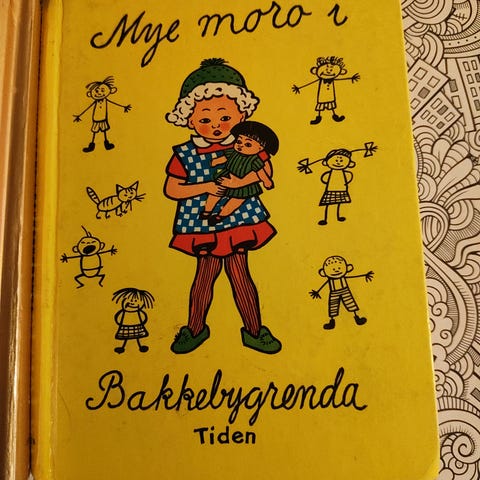 Mye moro i
Bakkebygrenda
Tiden